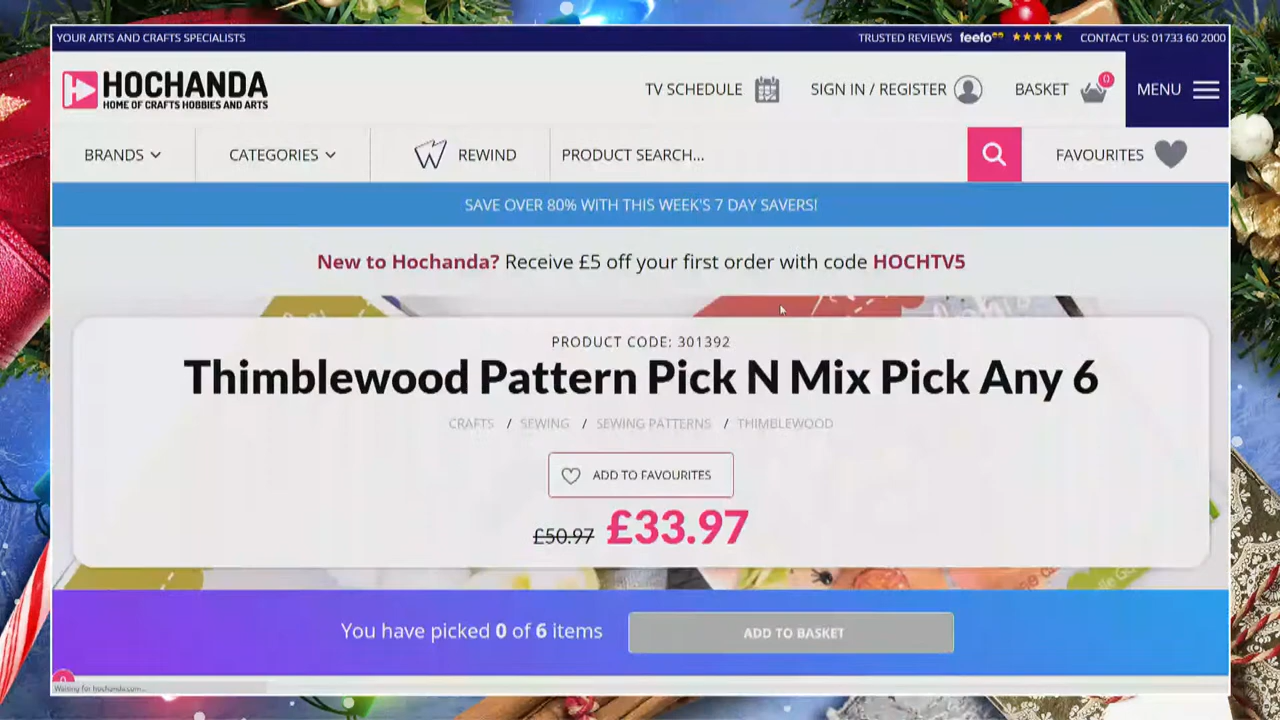 YOUR ARTS AND CRAFTS SPECIALISTS
TRUSTED REVIEWS feefo CONTACT US: 01733 60 2000
HOCHANDA
HOME OF CRAFTS HOBBIES AND ARTS
TV SCHEDULE SIGN IN / REGISTER BASKET 0 MENU
BRANDS CATEGORIES REWIND PRODUCT SEARCH... FAVOURITES
SAVE OVER 80% WITH THIS WEEK'S 7 DAY SAVERS!
New to Hochanda? Receive £5 off your first order with code HOCHTV5
PRODUCT CODE: 301392
Thimblewood Pattern Pick N Mix Pick Any 6
CRAFTS / SEWING / SEWING PATTERNS / THIMBLEWOOD
ADD TO FAVOURITES
£50.97 £33.97
You have picked 0 of 6 items ADD TO BASKET
Waiting for hochanda.com...